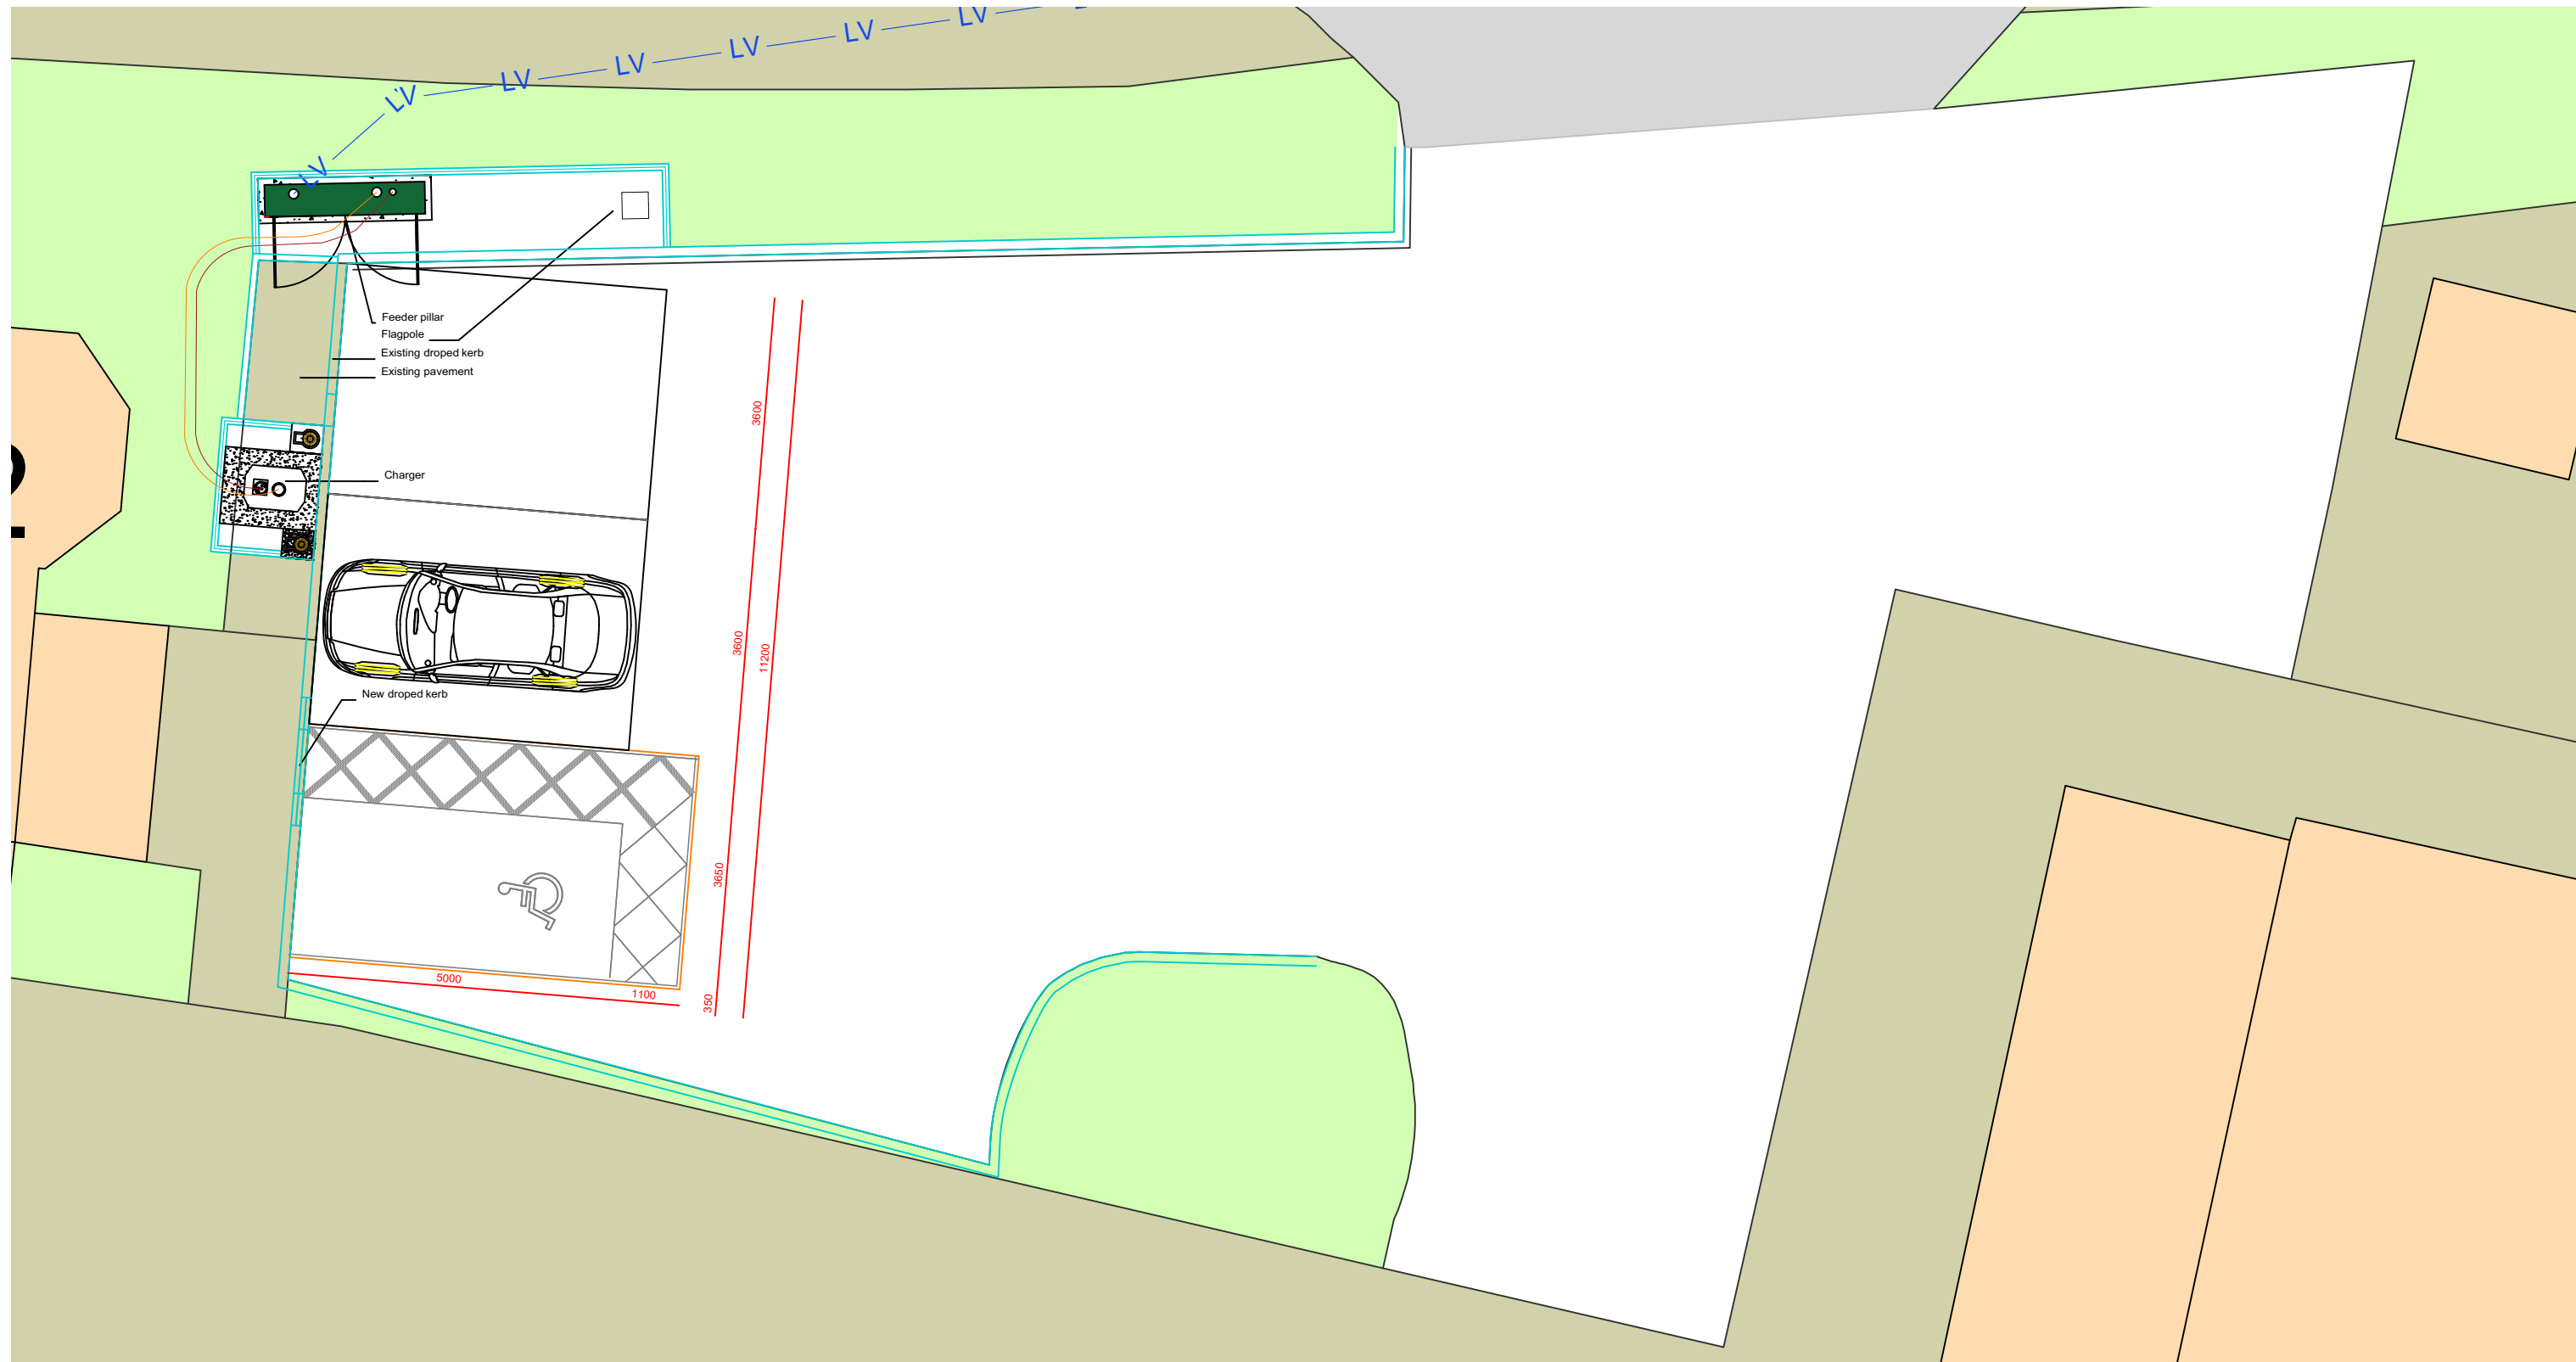 LV
LV
LV
LV
LV
LV
LV
Feeder pillar
Flagpole
Existing droped kerb
Existing pavement
3600
Charger
3600
11200
New droped kerb
3650
5000
1100
350